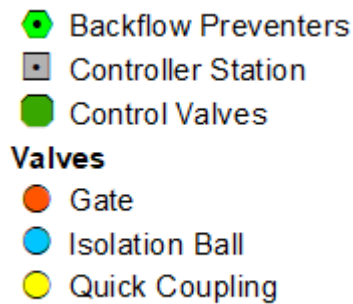 Backflow Preventers
Controller Station
Control Valves
Valves
Gate
Isolation Ball
Quick Coupling